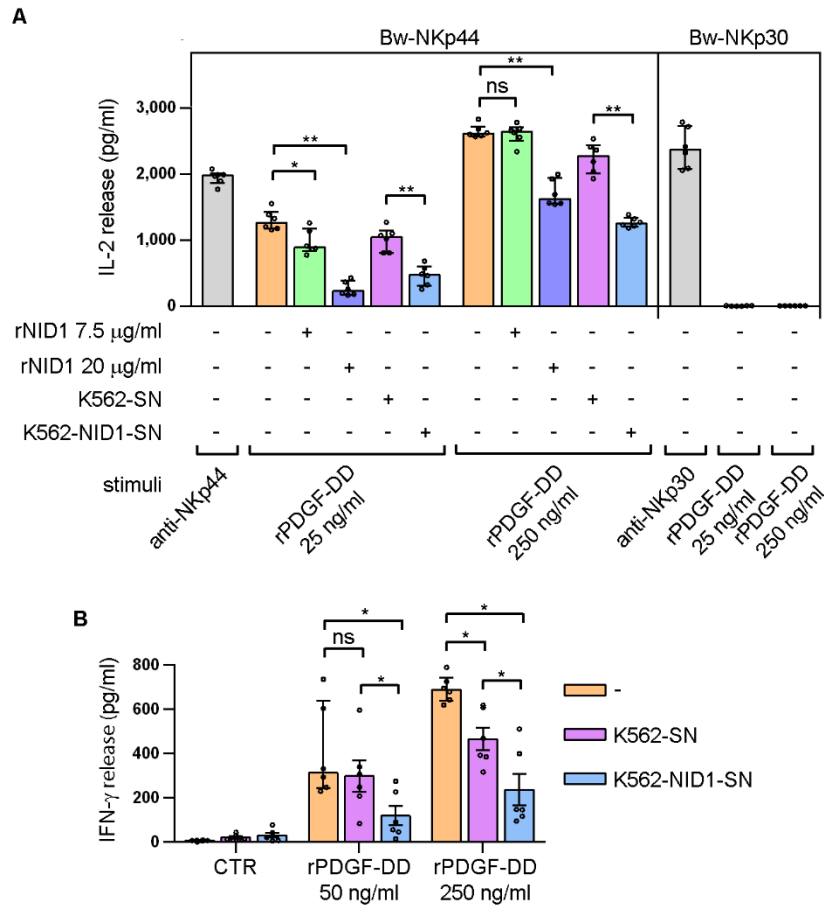 A
Bw-NKp44 Bw-NKp30
IL-2 release (pg/ml)
3,000
2,000
1,000
0
** * ** ** ns **
rNID1 7.5 μg/ml - - + - - - - - + - - - - - -
rNID1 20 μg/ml - - - + - - - - - + - - - - -
K562-SN - - - - + - - - - - + - - - -
K562-NID1-SN - - - - - + - - - - - + - - -
stimuli
anti-NKp44
rPDGF-DD
25 ng/ml
rPDGF-DD
250 ng/ml
anti-NKp30
rPDGF-DD
25 ng/ml
rPDGF-DD
250 ng/ml
B
IFN-γ release (pg/ml)
800
600
400
200
0
* ns * * * *
CTR
rPDGF-DD
50 ng/ml
rPDGF-DD
250 ng/ml
-
K562-SN
K562-NID1-SN